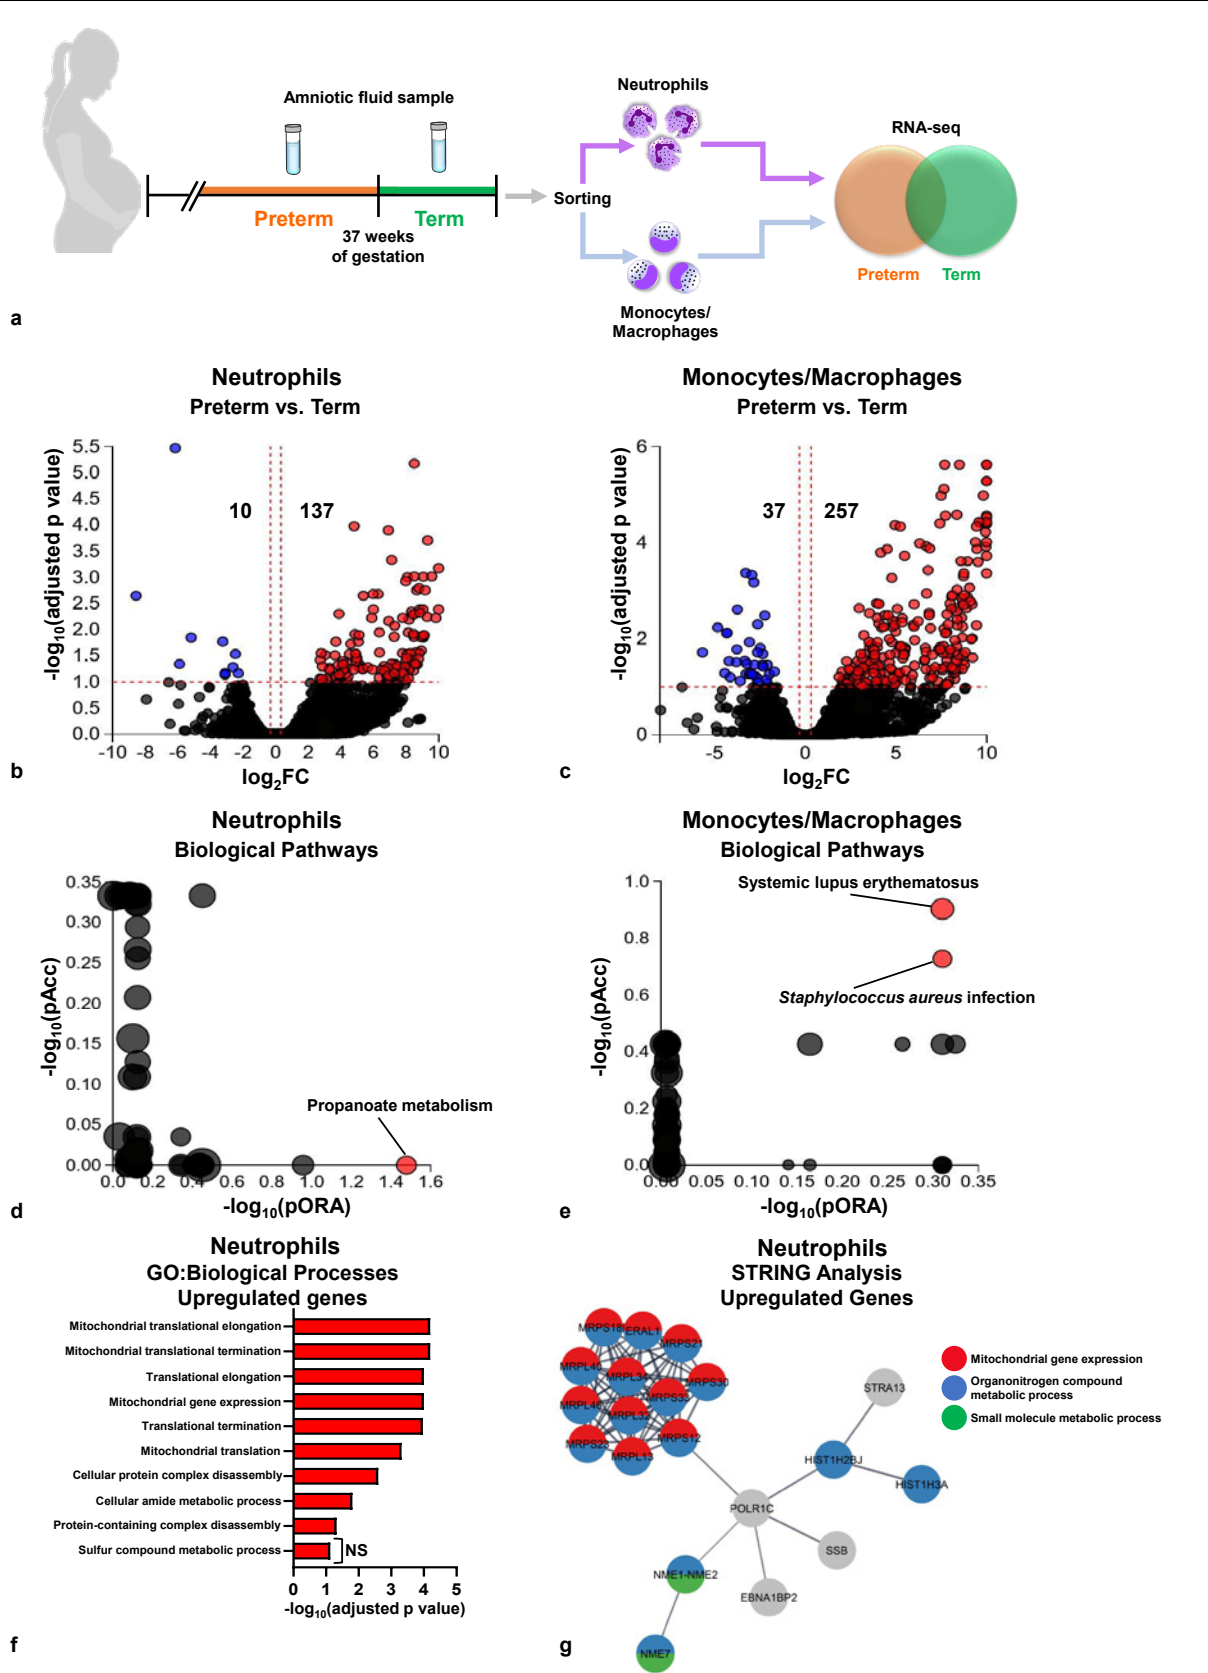 Amniotic fluid sample
Preterm
Term
37 weeks
of gestation
Sorting
Neutrophils
Monocytes/
Macrophages
RNA-seq
Preterm
Term
a
Neutrophils
Preterm vs. Term
-log10(adjusted p value)
5.5
5.0
4.5
4.0
3.5
3.0
2.5
2.0
1.5
1.0
0.5
0.0
10
137
-10 -8 -6 -4 -2 0 2 4 6 8 10
log2FC
b
Monocytes/Macrophages
Preterm vs. Term
-log10(adjusted p value)
6
4
2
0
37
257
-5 0 5 10
log2FC
c
Neutrophils
Biological Pathways
-log10(pAcc)
0.35
0.30
0.25
0.20
0.15
0.10
0.05
0.00
Propanoate metabolism
0.0 0.2 0.4 0.6 0.8 1.0 1.2 1.4 1.6
-log10(pORA)
d
Monocytes/Macrophages
Biological Pathways
-log10(pAcc)
1.0
0.8
0.6
0.4
0.2
0.0
Systemic lupus erythematosus
Staphylococcus aureus infection
0.00 0.05 0.10 0.15 0.20 0.25 0.30 0.35
-log10(pORA)
e
Neutrophils
GO:Biological Processes
Upregulated genes
Mitochondrial translational elongation
Mitochondrial translational termination
Translational elongation
Mitochondrial gene expression
Translational termination
Mitochondrial translation
Cellular protein complex disassembly
Cellular amide metabolic process
Protein-containing complex disassembly
Sulfur compound metabolic process
NS
0 1 2 3 4 5
-log10(adjusted p value)
f
Neutrophils
STRING Analysis
Upregulated Genes
ERAL1
MRPS21
MRPL34
MRPS30
MRPS33
MRPL32
MRPS12
MRPS23
MRPL13
STRA13
HIST1H2BJ
HIST1H3A
POLR1C
SSB
NME1-NME2
EBNA1BP2
NME7
Mitochondrial gene expression
Organonitrogen compound
metabolic process
Small molecule metabolic process
g